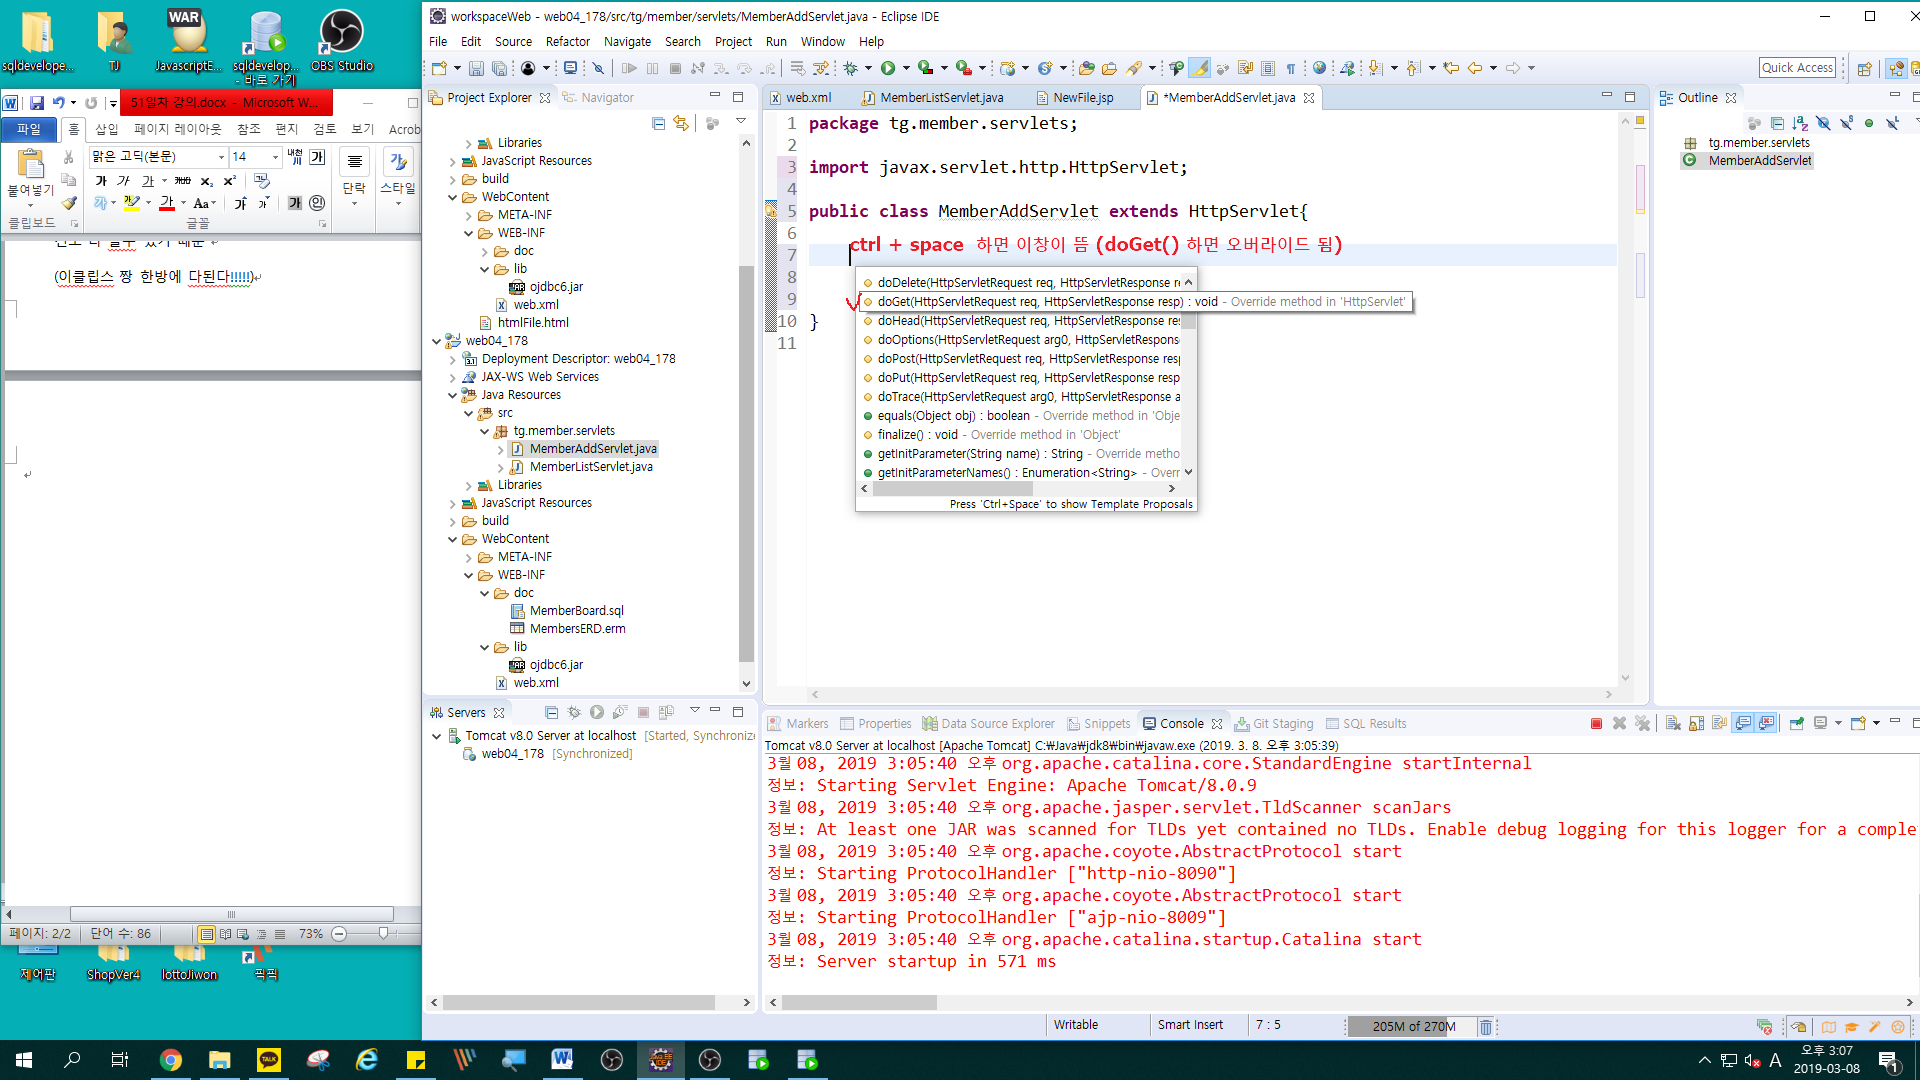 sqldevelope...
TJ
WAR
JavascriptE...
sqldevelope...
- 바로 가기
OBS Studio
51일차 강의.docx - Microsoft W...
파일
홈
삽입
페이지 레이아웃
참조
편지
검토
보기
Acrob
맑은 고딕(본문)
14
붙여넣기
단락
스타일
클립보드
글꼴
(이클립스 짱 한방에 다된다!!!!!)
페이지: 2/2
단어 수: 86
73%
제어판
ShopVer4
lottoJiwon
픽픽
workspaceWeb - web04_178/src/tg/member/servlets/MemberAddServlet.java - Eclipse IDE
File Edit Source Refactor Navigate Search Project Run Window Help
Quick Access
Project Explorer
Navigator
Libraries
JavaScript Resources
build
WebContent
META-INF
WEB-INF
doc
lib
ojdbc6.jar
web.xml
htmlFile.html
web04_178
Deployment Descriptor: web04_178
JAX-WS Web Services
Java Resources
src
tg.member.servlets
MemberAddServlet.java
MemberListServlet.java
Libraries
JavaScript Resources
build
WebContent
META-INF
WEB-INF
doc
MemberBoard.sql
MembersERD.erm
lib
ojdbc6.jar
web.xml
Servers
Tomcat v8.0 Server at localhost [Started, Synchronize
web04_178 [Synchronized]
web.xml
MemberListServlet.java
NewFile.jsp
*MemberAddServlet.java
1 package tg.member.servlets;
2
3 import javax.servlet.http.HttpServlet;
4
5 public class MemberAddServlet extends HttpServlet{
6
ctrl + space 하면 이창이 뜸 (doGet() 하면 오버라이드 됨)
7
8
9
10 }
11
doDelete(HttpServletRequest req, HttpServletResponse re
doGet(HttpServletRequest req, HttpServletResponse resp) : void - Override method in 'HttpServlet'
doHead(HttpServletRequest req, HttpServletResponse res
doOptions(HttpServletRequest arg0, HttpServletRespons
doPost(HttpServletRequest req, HttpServletResponse resp
doPut(HttpServletRequest req, HttpServletResponse resp
doTrace(HttpServletRequest arg0, HttpServletResponse a
equals(Object obj) : boolean - Override method in 'Obje
finalize() : void - Override method in 'Object'
getInitParameter(String name) : String - Override metho
getInitParameterNames() : Enumeration<String> - Overr
Press 'Ctrl+Space' to show Template Proposals
Outline
tg.member.servlets
MemberAddServlet
Markers
Properties
Data Source Explorer
Snippets
Console
Git Staging
SQL Results
Tomcat v8.0 Server at localhost [Apache Tomcat] C:₩Java₩jdk8₩bin₩javaw.exe (2019. 3. 8. 오후 3:05:39)
3월 08, 2019 3:05:40 오후 org.apache.catalina.core.StandardEngine startInternal
정보: Starting Servlet Engine: Apache Tomcat/8.0.9
3월 08, 2019 3:05:40 오후 org.apache.jasper.servlet.TldScanner scanJars
정보: At least one JAR was scanned for TLDs yet contained no TLDs. Enable debug logging for this logger for a comple
3월 08, 2019 3:05:40 오후 org.apache.coyote.AbstractProtocol start
정보: Starting ProtocolHandler ["http-nio-8090"]
3월 08, 2019 3:05:40 오후 org.apache.coyote.AbstractProtocol start
정보: Starting ProtocolHandler ["ajp-nio-8009"]
3월 08, 2019 3:05:40 오후 org.apache.catalina.startup.Catalina start
정보: Server startup in 571 ms
Writable
Smart Insert
7 : 5
205M of 270M
TALK
A
오후 3:07
2019-03-08
1